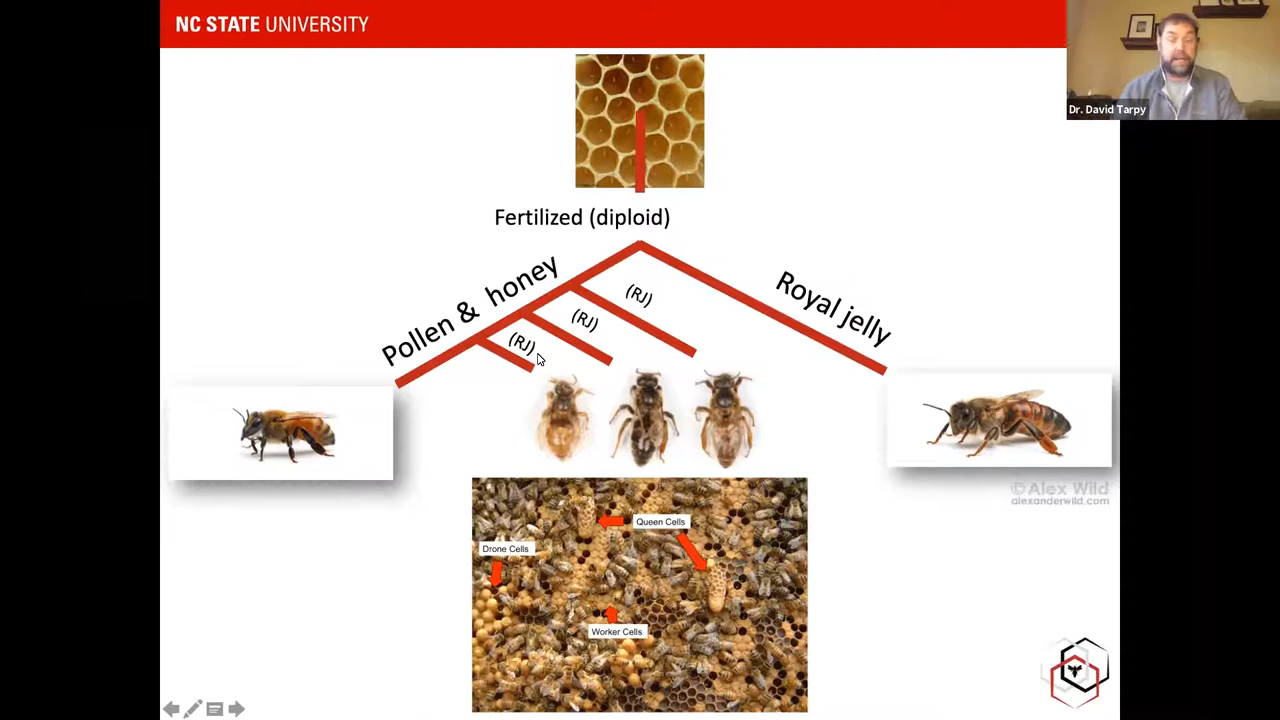 NC STATE UNIVERSITY
Dr. David Tarpy
Fertilized (diploid)
Pollen & honey
(RJ)
(RJ)
(RJ)
Royal jelly
© Alex Wild
alexanderwild.com
Queen Cells
Drone Cells
Worker Cells